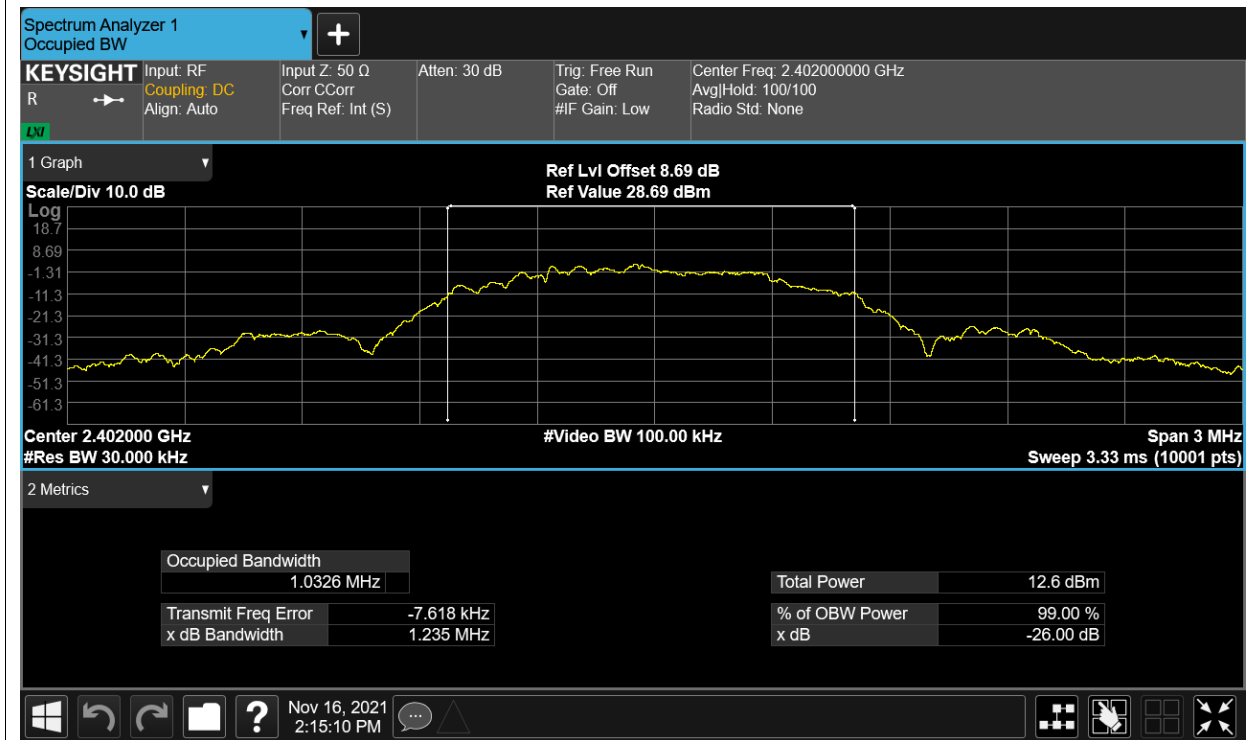 Spectrum Analyzer 1
Occupied BW
+
KEYSIGHT Input: RF Input Z: 50 Ω Atten: 30 dB Trig: Free Run Center Freq: 2.402000000 GHz
R Coupling: DC Corr CCorr Gate: Off Avg|Hold: 100/100
Align: Auto Freq Ref: Int (S) #IF Gain: Low Radio Std: None
LXI
1 Graph
Ref Lvl Offset 8.69 dB
Scale/Div 10.0 dB Ref Value 28.69 dBm
Log
18.7
8.69
-1.31
-11.3
-21.3
-31.3
-41.3
-51.3
-61.3
Center 2.402000 GHz #Video BW 100.00 kHz Span 3 MHz
#Res BW 30.000 kHz Sweep 3.33 ms (10001 pts)
2 Metrics
Occupied Bandwidth
1.0326 MHz Total Power 12.6 dBm
Transmit Freq Error -7.618 kHz % of OBW Power 99.00 %
x dB Bandwidth 1.235 MHz x dB -26.00 dB
? Nov 16, 2021
2:15:10 PM